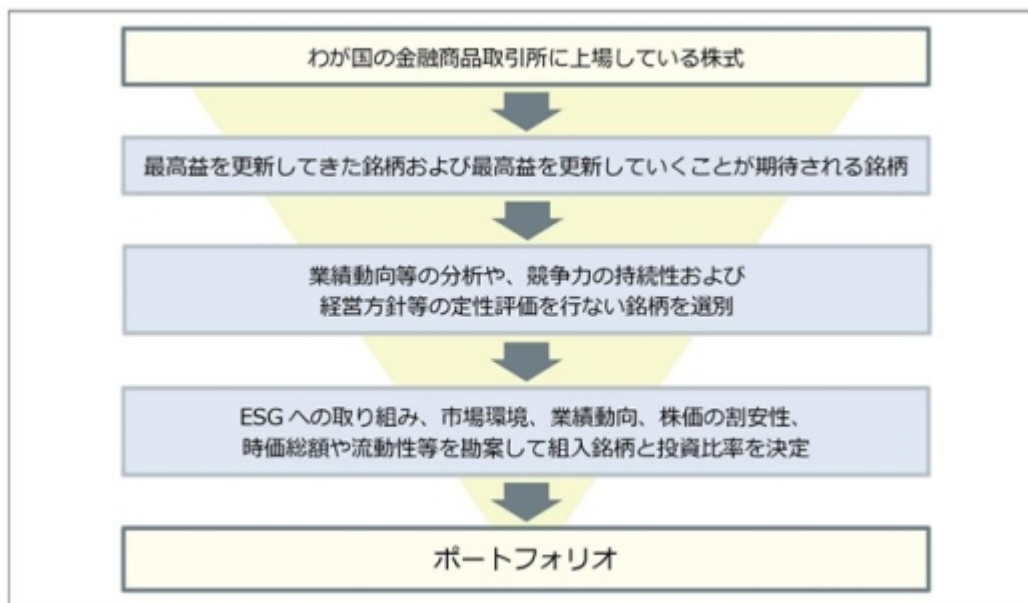 わが国の金融商品取引所に上場している株式
最高益を更新してきた銘柄および最高益を更新していくことが期待される銘柄
業績動向等の分析や、競争力の持続性および
経営方針等の定性評価を行ない銘柄を選別
ESG への取り組み、市場環境、業績動向、株価の割安性、
時価総額や流動性等を勘案して組入銘柄と投資比率を決定
ポートフォリオ